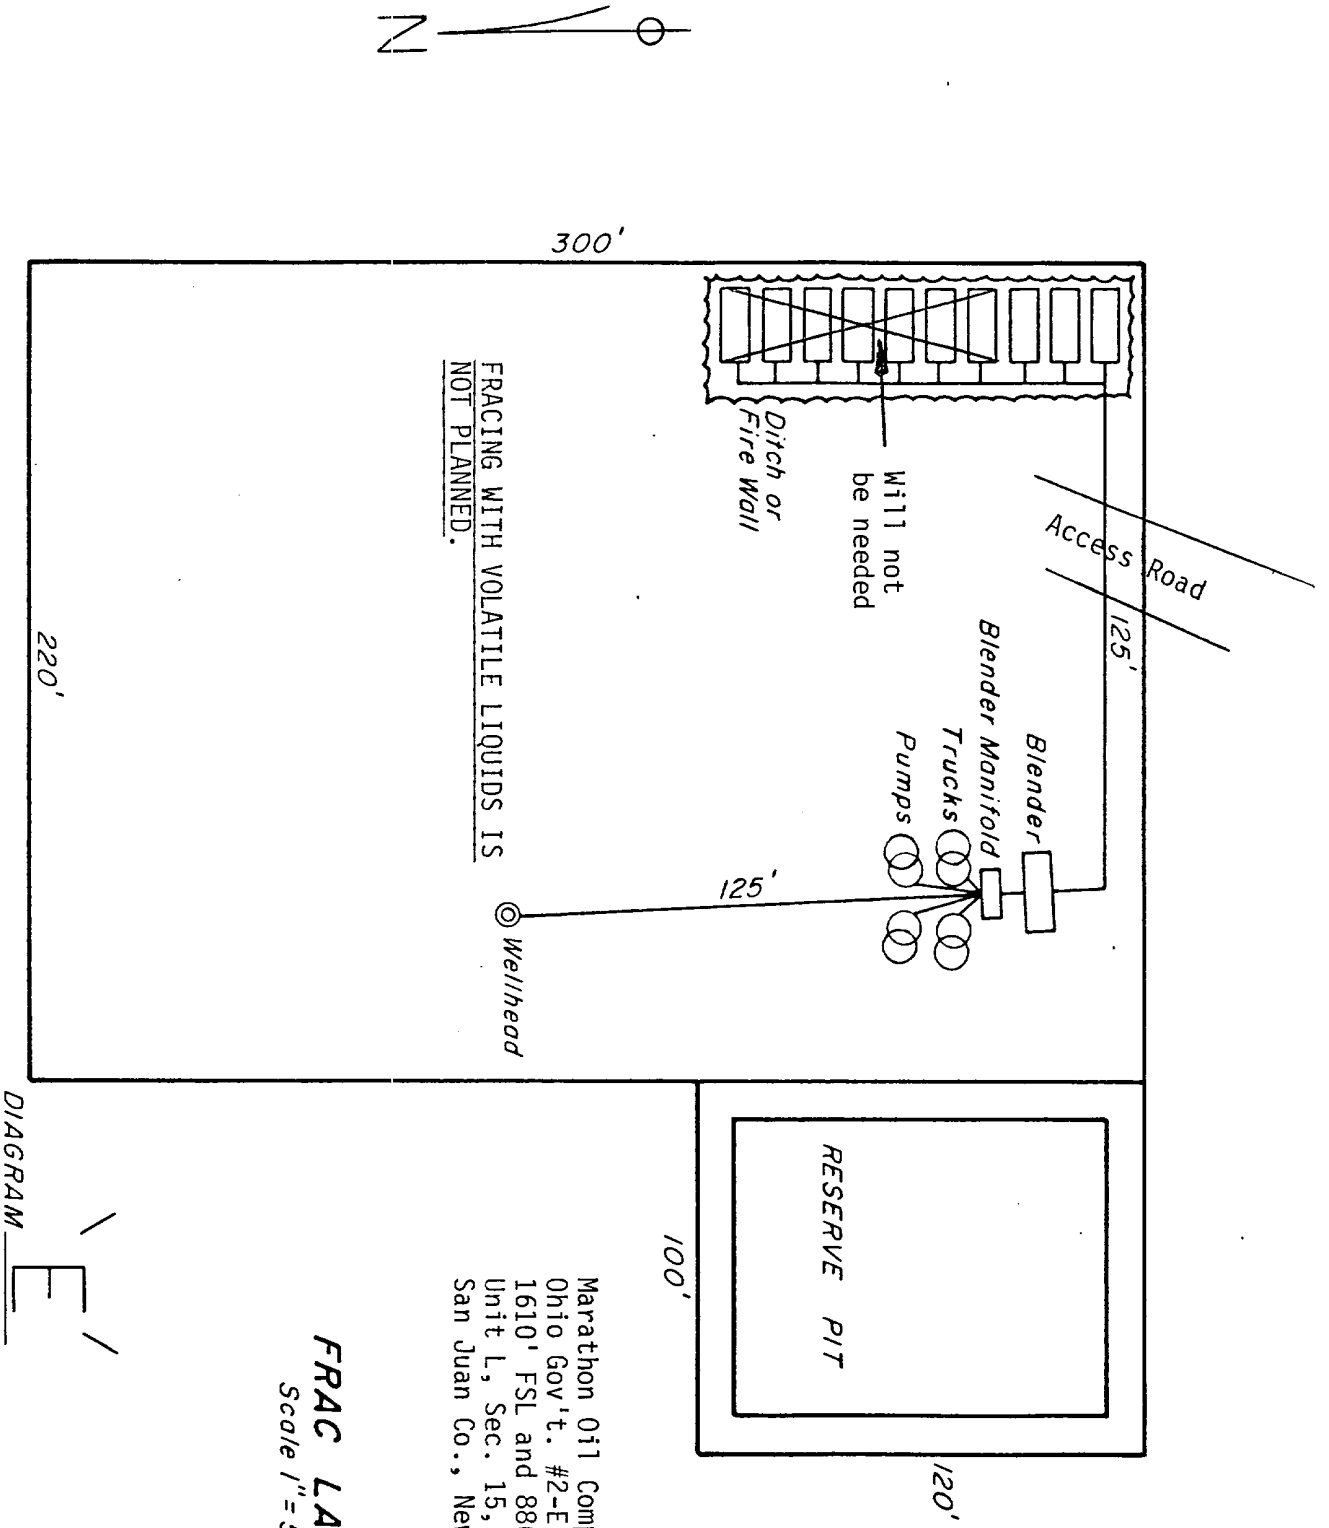 N
300'
Ditch or
Fire Wall
Will not
be needed
Access Road
125'
Blender
Blender Manifold
Trucks
Pumps
125'
Wellhead
FRACING WITH VOLATILE LIQUIDS IS
NOT PLANNED.
220'
RESERVE PIT
100'
120'
Marathon Oil
Ohio Gov't. #2-E
1610' FSL and
Unit L, Sec. 15,
San Juan Co.,
FRAC
Scale 1"=
DIAGRAM E